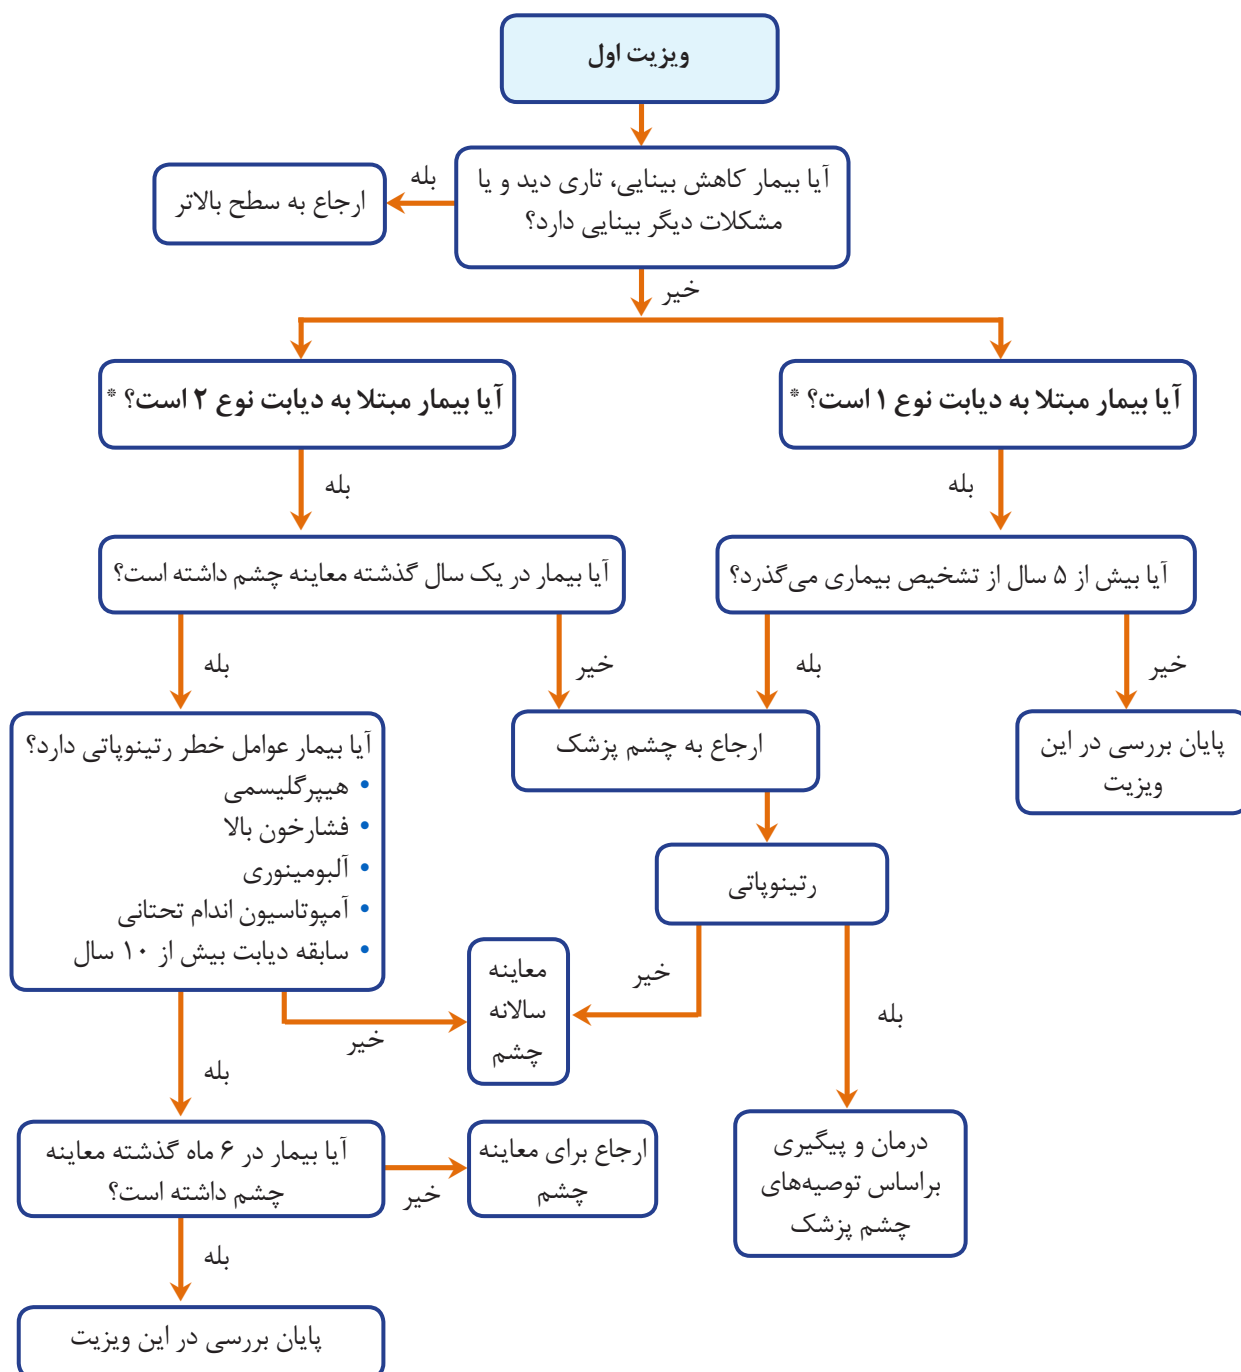 ویزیت اول
آیا بیمار کاهش بینایی، تاری دید و یا
مشکلات دیگر بینایی دارد؟
بله
ارجاع به سطح بالاتر
خیر
آیا بیمار مبتلا به دیابت نوع ۱ است؟ *
آیا بیمار مبتلا به دیابت نوع ۲ است؟ *
بله
بله
آیا بیش از ۵ سال از تشخیص بیماری می‌گذرد؟
آیا بیمار در یک سال گذشته معاینه چشم داشته است؟
خیر
بله
خیر
بله
پایان بررسی در این
ویزیت
ارجاع به چشم پزشک
آیا بیمار عوامل خطر رتینوپاتی دارد؟
• هیپرگلیسمی
• فشارخون بالا
• آلبومینوری
• آمپوتاسیون اندام تحتانی
• سابقه دیابت بیش از ۱۰ سال
رتینوپاتی
خیر
بله
معاینه
سالانه
چشم
خیر
بله
درمان و پیگیری
براساس توصیه‌های
چشم پزشک
آیا بیمار در ۶ ماه گذشته معاینه
چشم داشته است؟
خیر
ارجاع برای معاینه
چشم
بله
پایان بررسی در این ویزیت